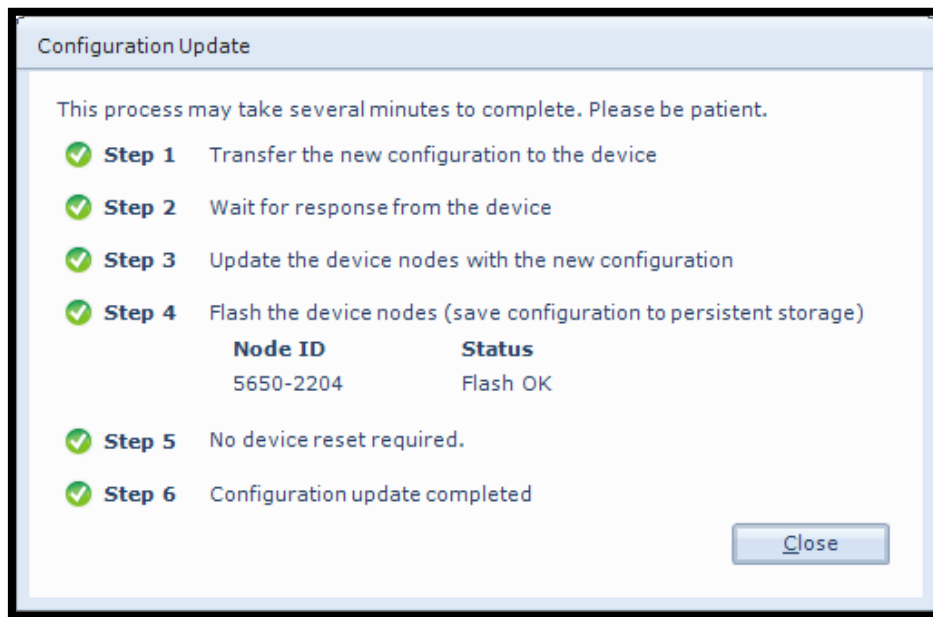 Configuration Update
This process may take several minutes to complete. Please be patient.
Step 1 Transfer the new configuration to the device
Step 2 Wait for response from the device
Step 3 Update the device nodes with the new configuration
Step 4 Flash the device nodes (save configuration to persistent storage)
Node ID Status
5650-2204 Flash OK
Step 5 No device reset required.
Step 6 Configuration update completed
Close